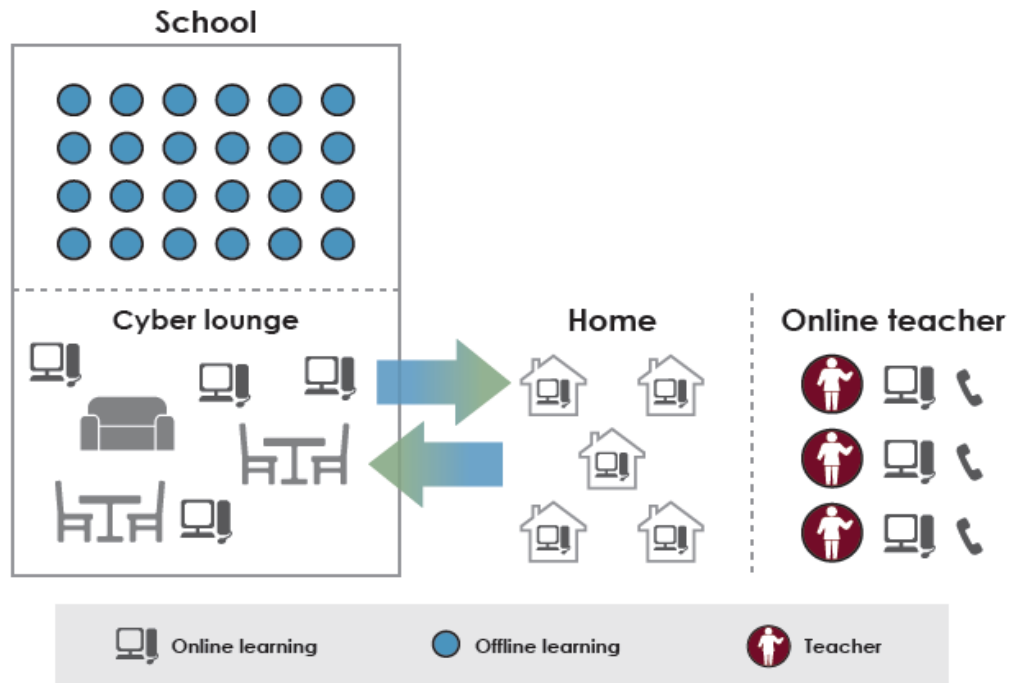 School
Cyber lounge
Home
Online teacher
Online learning
Offline learning
Teacher